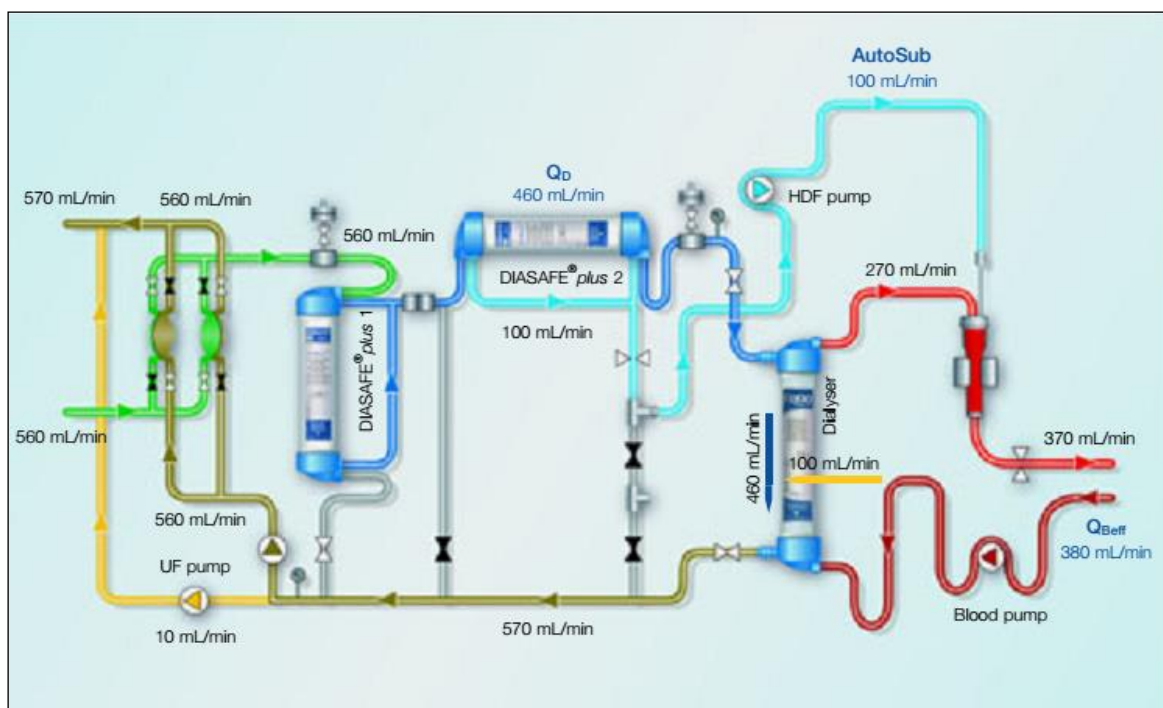 AutoSub
100 mL/min
570 mL/min
560 mL/min
Q_D
460 mL/min
HDF pump
560 mL/min
DIASAFE®plus 2
270 mL/min
100 mL/min
DIASAFE®plus 1
Dialyser
560 mL/min
460 mL/min
100 mL/min
370 mL/min
560 mL/min
Q_Beff
380 mL/min
UF pump
Blood pump
10 mL/min
570 mL/min